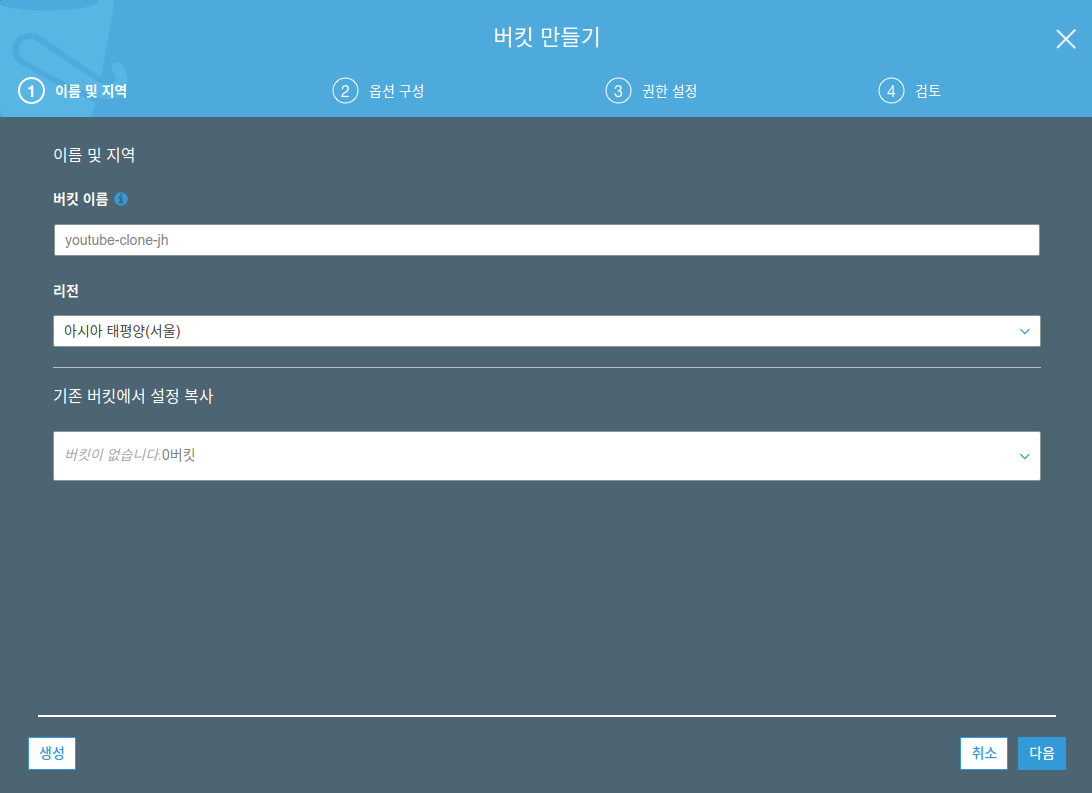 버킷 만들기
1 이름 및 지역 2 옵션 구성 3 권한 설정 4 검토
이름 및 지역
버킷 이름
youtube-clone-jh
리전
아시아 태평양(서울)
기존 버킷에서 설정 복사
버킷이 없습니다.0버킷
생성 취소 다음